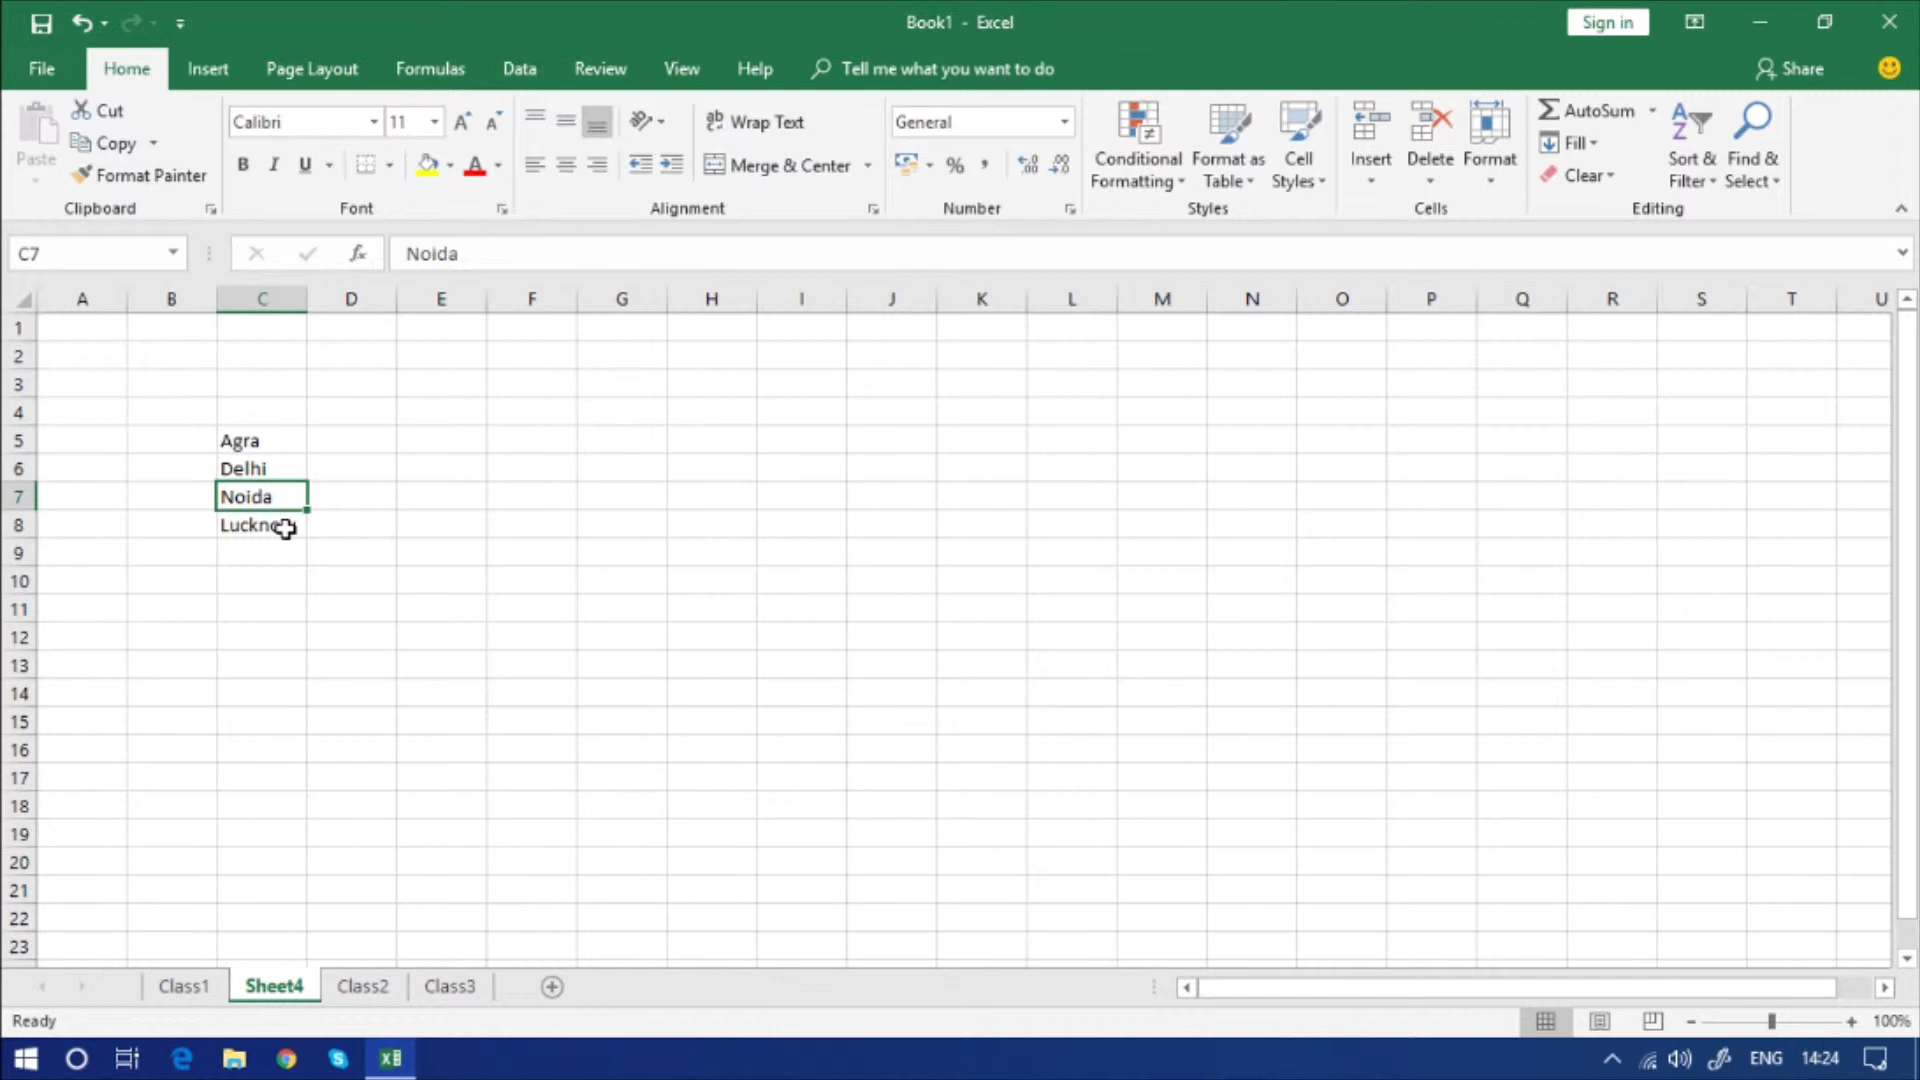 Book1 - Excel
Sign in
File Home Insert Page Layout Formulas Data Review View Help Tell me what you want to do Share
Cut
Copy
Paste
Format Painter
Clipboard
Calibri 11
B I U A
Font
Wrap Text
Merge & Center
Alignment
General
%
Number
Conditional Formatting
Format as Table
Cell Styles
Styles
Insert Delete Format
Cells
AutoSum
Fill
Clear
Sort & Filter
Find & Select
Editing
C7 fx Noida
A B C D E F G H I J K L M N O P Q R S T U
1
2
3
4
5 Agra
6 Delhi
7 Noida
8
9
10
11
12
13
14
15
16
17
18
19
20
21
22
23
Class1 Sheet4 Class2 Class3
Ready 100%
ENG 14:24